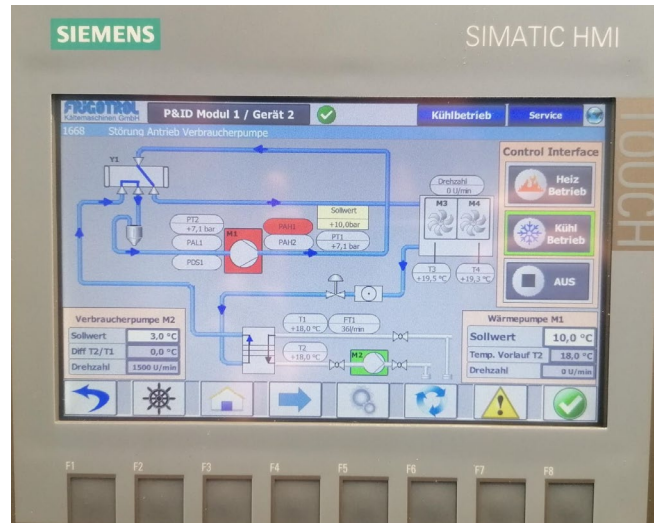 SIEMENS
SIMATIC HMI
TOUCH
FRIGOTROL
Kältemaschinen GmbH
P&ID Modul 1 / Gerät 2
Kühlbetrieb
Service
1668 Störung Antrieb Verbraucherpumpe
Control Interface
Heiz
Betrieb
Kühl
Betrieb
AUS
Y1
Drehzahl
0 U/min
M3 M4
Sollwert
+10,0bar
PT2
+7,1 bar
PAL1
PDS1
M1
PAH1
PAH2
PT1
+7,1 bar
T3
+19,5 °C
T4
+19,3 °C
Verbraucherpumpe M2
Sollwert 3,0 °C
Diff T2/T1 0,0 °C
Drehzahl 1500 U/min
T1
+18,0 °C
FT1
36l/min
T2
+18,0 °C
M2
Wärmepumpe M1
Sollwert 10,0 °C
Temp. Vorlauf T2 18,0 °C
Drehzahl 0 U/min
F1 F2 F3 F4 F5 F6 F7 F8